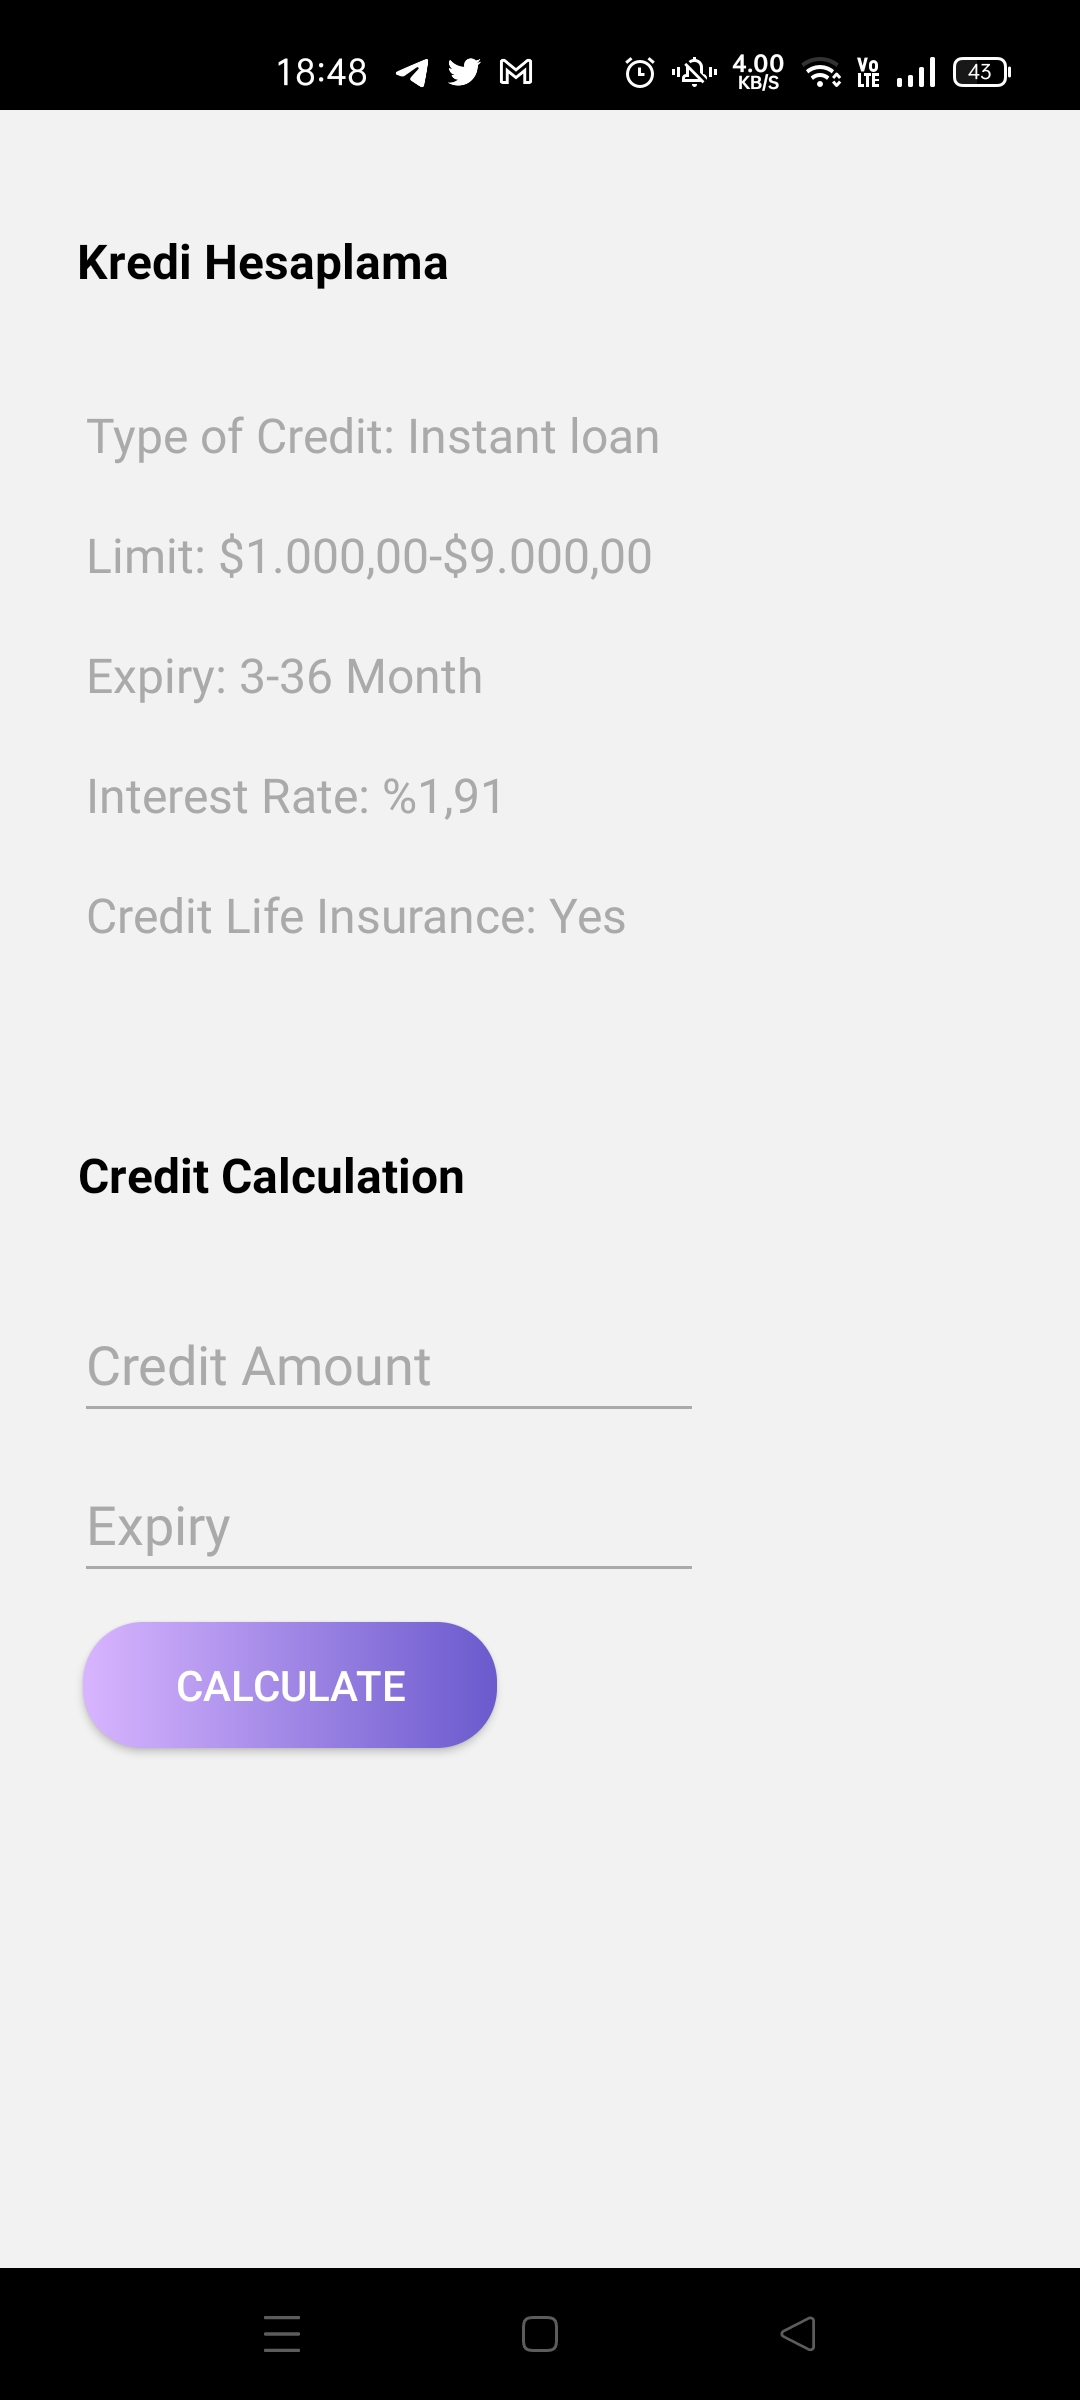 18:48
4.00
KB/S
Vo
LTE
43
Kredi Hesaplama
Type of Credit: Instant loan
Limit: $1.000,00-$9.000,00
Expiry: 3-36 Month
Interest Rate: %1,91
Credit Life Insurance: Yes
Credit Calculation
Credit Amount
Expiry
CALCULATE